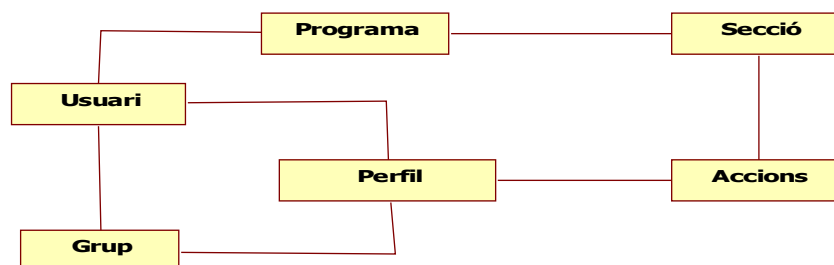 Programa
Secció
Usuari
Perfil
Accions
Grup